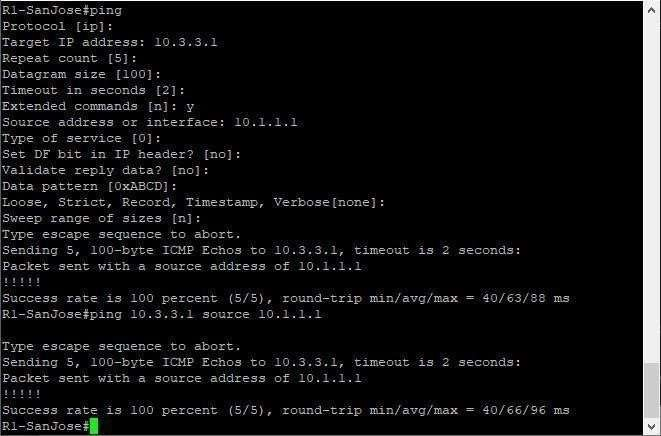 R1-SanJose#ping
Protocol [ip]:
Target IP address: 10.3.3.1
Repeat count [5]:
Datagram size [100]:
Timeout in seconds [2]:
Extended commands [n]: y
Source address or interface: 10.1.1.1
Type of service [0]:
Set DF bit in IP header? [no]:
Validate reply data? [no]:
Data pattern [0xABCD]:
Loose, Strict, Record, Timestamp, Verbose[none]:
Sweep range of sizes [n]:
Type escape sequence to abort.
Sending 5, 100-byte ICMP Echos to 10.3.3.1, timeout is 2 seconds:
Packet sent with a source address of 10.1.1.1
!!!!!
Success rate is 100 percent (5/5), round-trip min/avg/max = 40/63/88 ms
R1-SanJose#ping 10.3.3.1 source 10.1.1.1
Type escape sequence to abort.
Sending 5, 100-byte ICMP Echos to 10.3.3.1, timeout is 2 seconds:
Packet sent with a source address of 10.1.1.1
!!!!!
Success rate is 100 percent (5/5), round-trip min/avg/max = 40/66/96 ms
R1-SanJose#